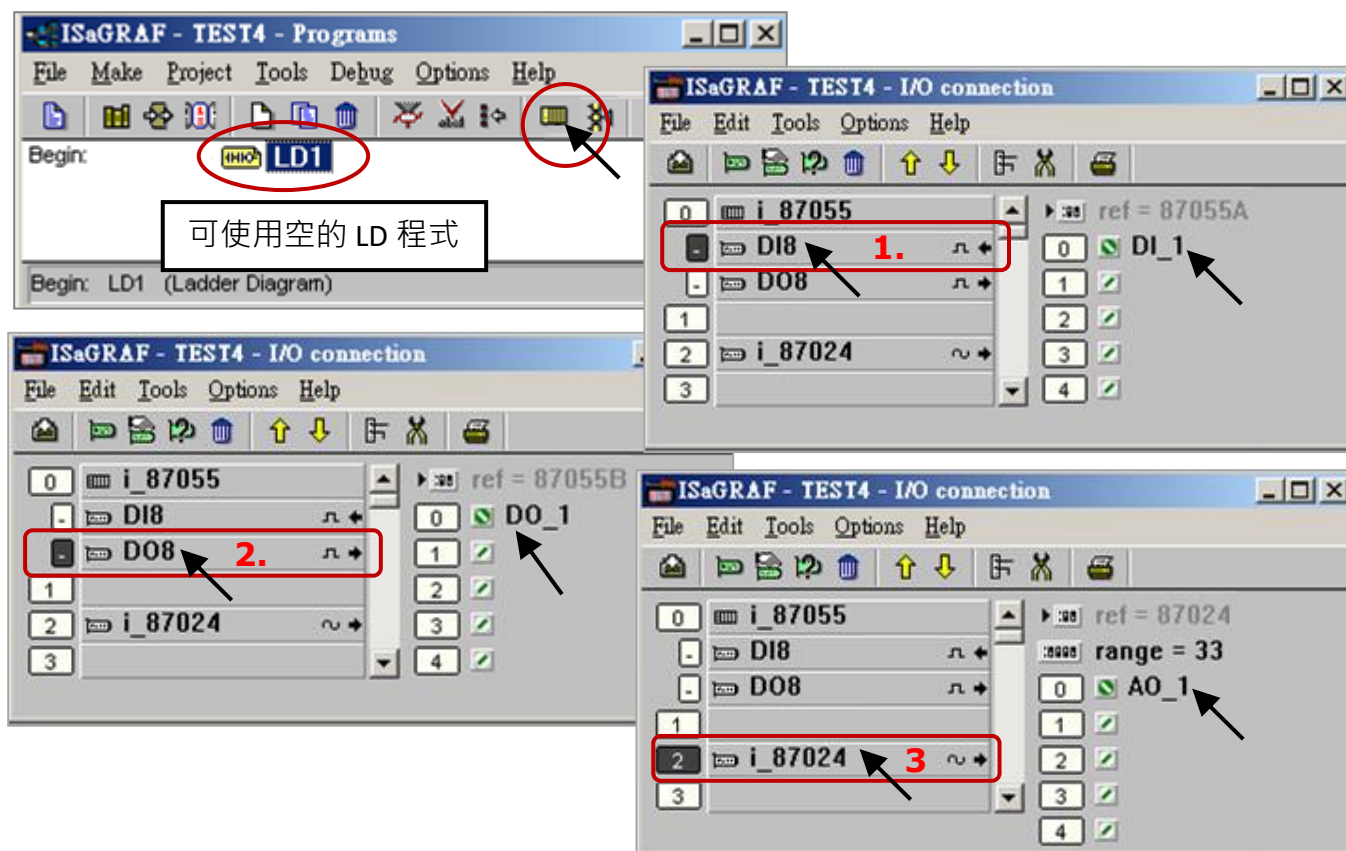 ISaGRAF - TEST4 - Programs
File Make Project Tools Debug Options Help
Begin:
LD1
可使用空的 LD 程式
Begin: LD1 (Ladder Diagram)
ISaGRAF - TEST4 - I/O connection
File Edit Tools Options Help
0 i_87055
- DI8 1.
- DO8
1
2 i_87024
3
ref = 87055A
0 DI_1
1
2
3
4
ISaGRAF - TEST4 - I/O connection
File Edit Tools Options Help
0 i_87055
- DI8
- DO8 2.
1
2 i_87024
3
ref = 87055B
0 DO_1
1
2
3
4
ISaGRAF - TEST4 - I/O connection
File Edit Tools Options Help
0 i_87055
- DI8
- DO8
1
2 i_87024 3
3
ref = 87024
range = 33
0 AO_1
1
2
3
4